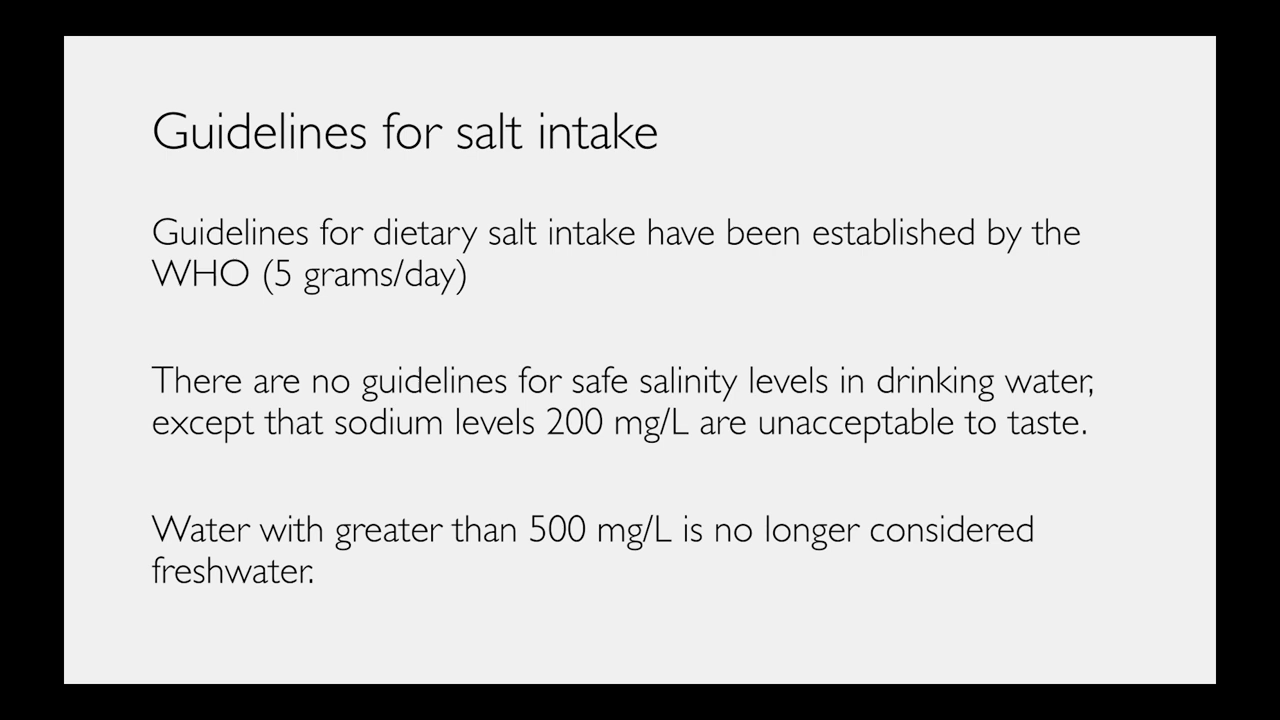 Guidelines for salt intake
Guidelines for dietary salt intake have been established by the
WHO (5 grams/day)
There are no guidelines for safe salinity levels in drinking water,
except that sodium levels 200 mg/L are unacceptable to taste.
Water with greater than 500 mg/L is no longer considered
freshwater.